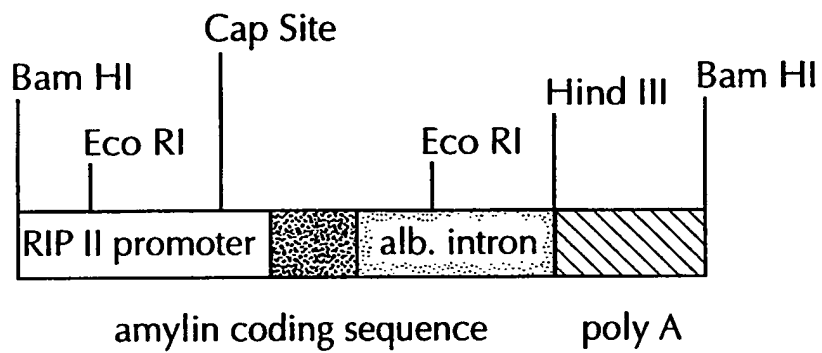 Cap Site
Bam HI
Hind III
Bam HI
Eco RI
Eco RI
RIP II promoter
alb. intron
amylin coding sequence
poly A